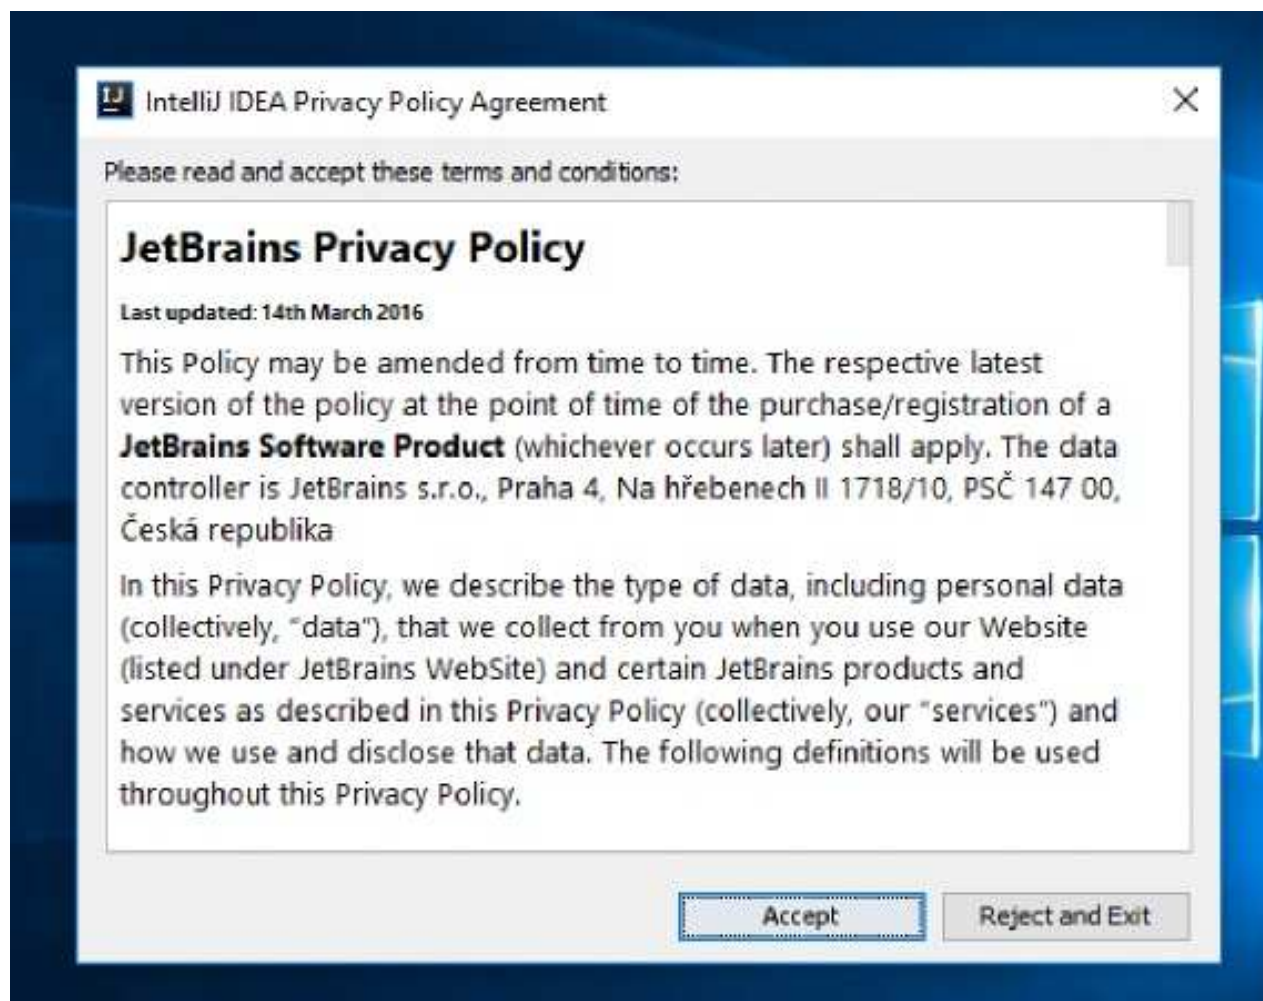 IntelliJ IDEA Privacy Policy Agreement
Please read and accept these terms and conditions:
JetBrains Privacy Policy
Last updated: 14th March 2016
This Policy may be amended from time to time. The respective latest
version of the policy at the point of time of the purchase/registration of a
JetBrains Software Product (whichever occurs later) shall apply. The data
controller is JetBrains s.r.o., Praha 4, Na hřebenech II 1718/10, PSČ 147 00,
Česká republika
In this Privacy Policy, we describe the type of data, including personal data
(collectively, “data”), that we collect from you when you use our Website
(listed under JetBrains WebSite) and certain JetBrains products and
services as described in this Privacy Policy (collectively, our “services”) and
how we use and disclose that data. The following definitions will be used
throughout this Privacy Policy.
Accept
Reject and Exit